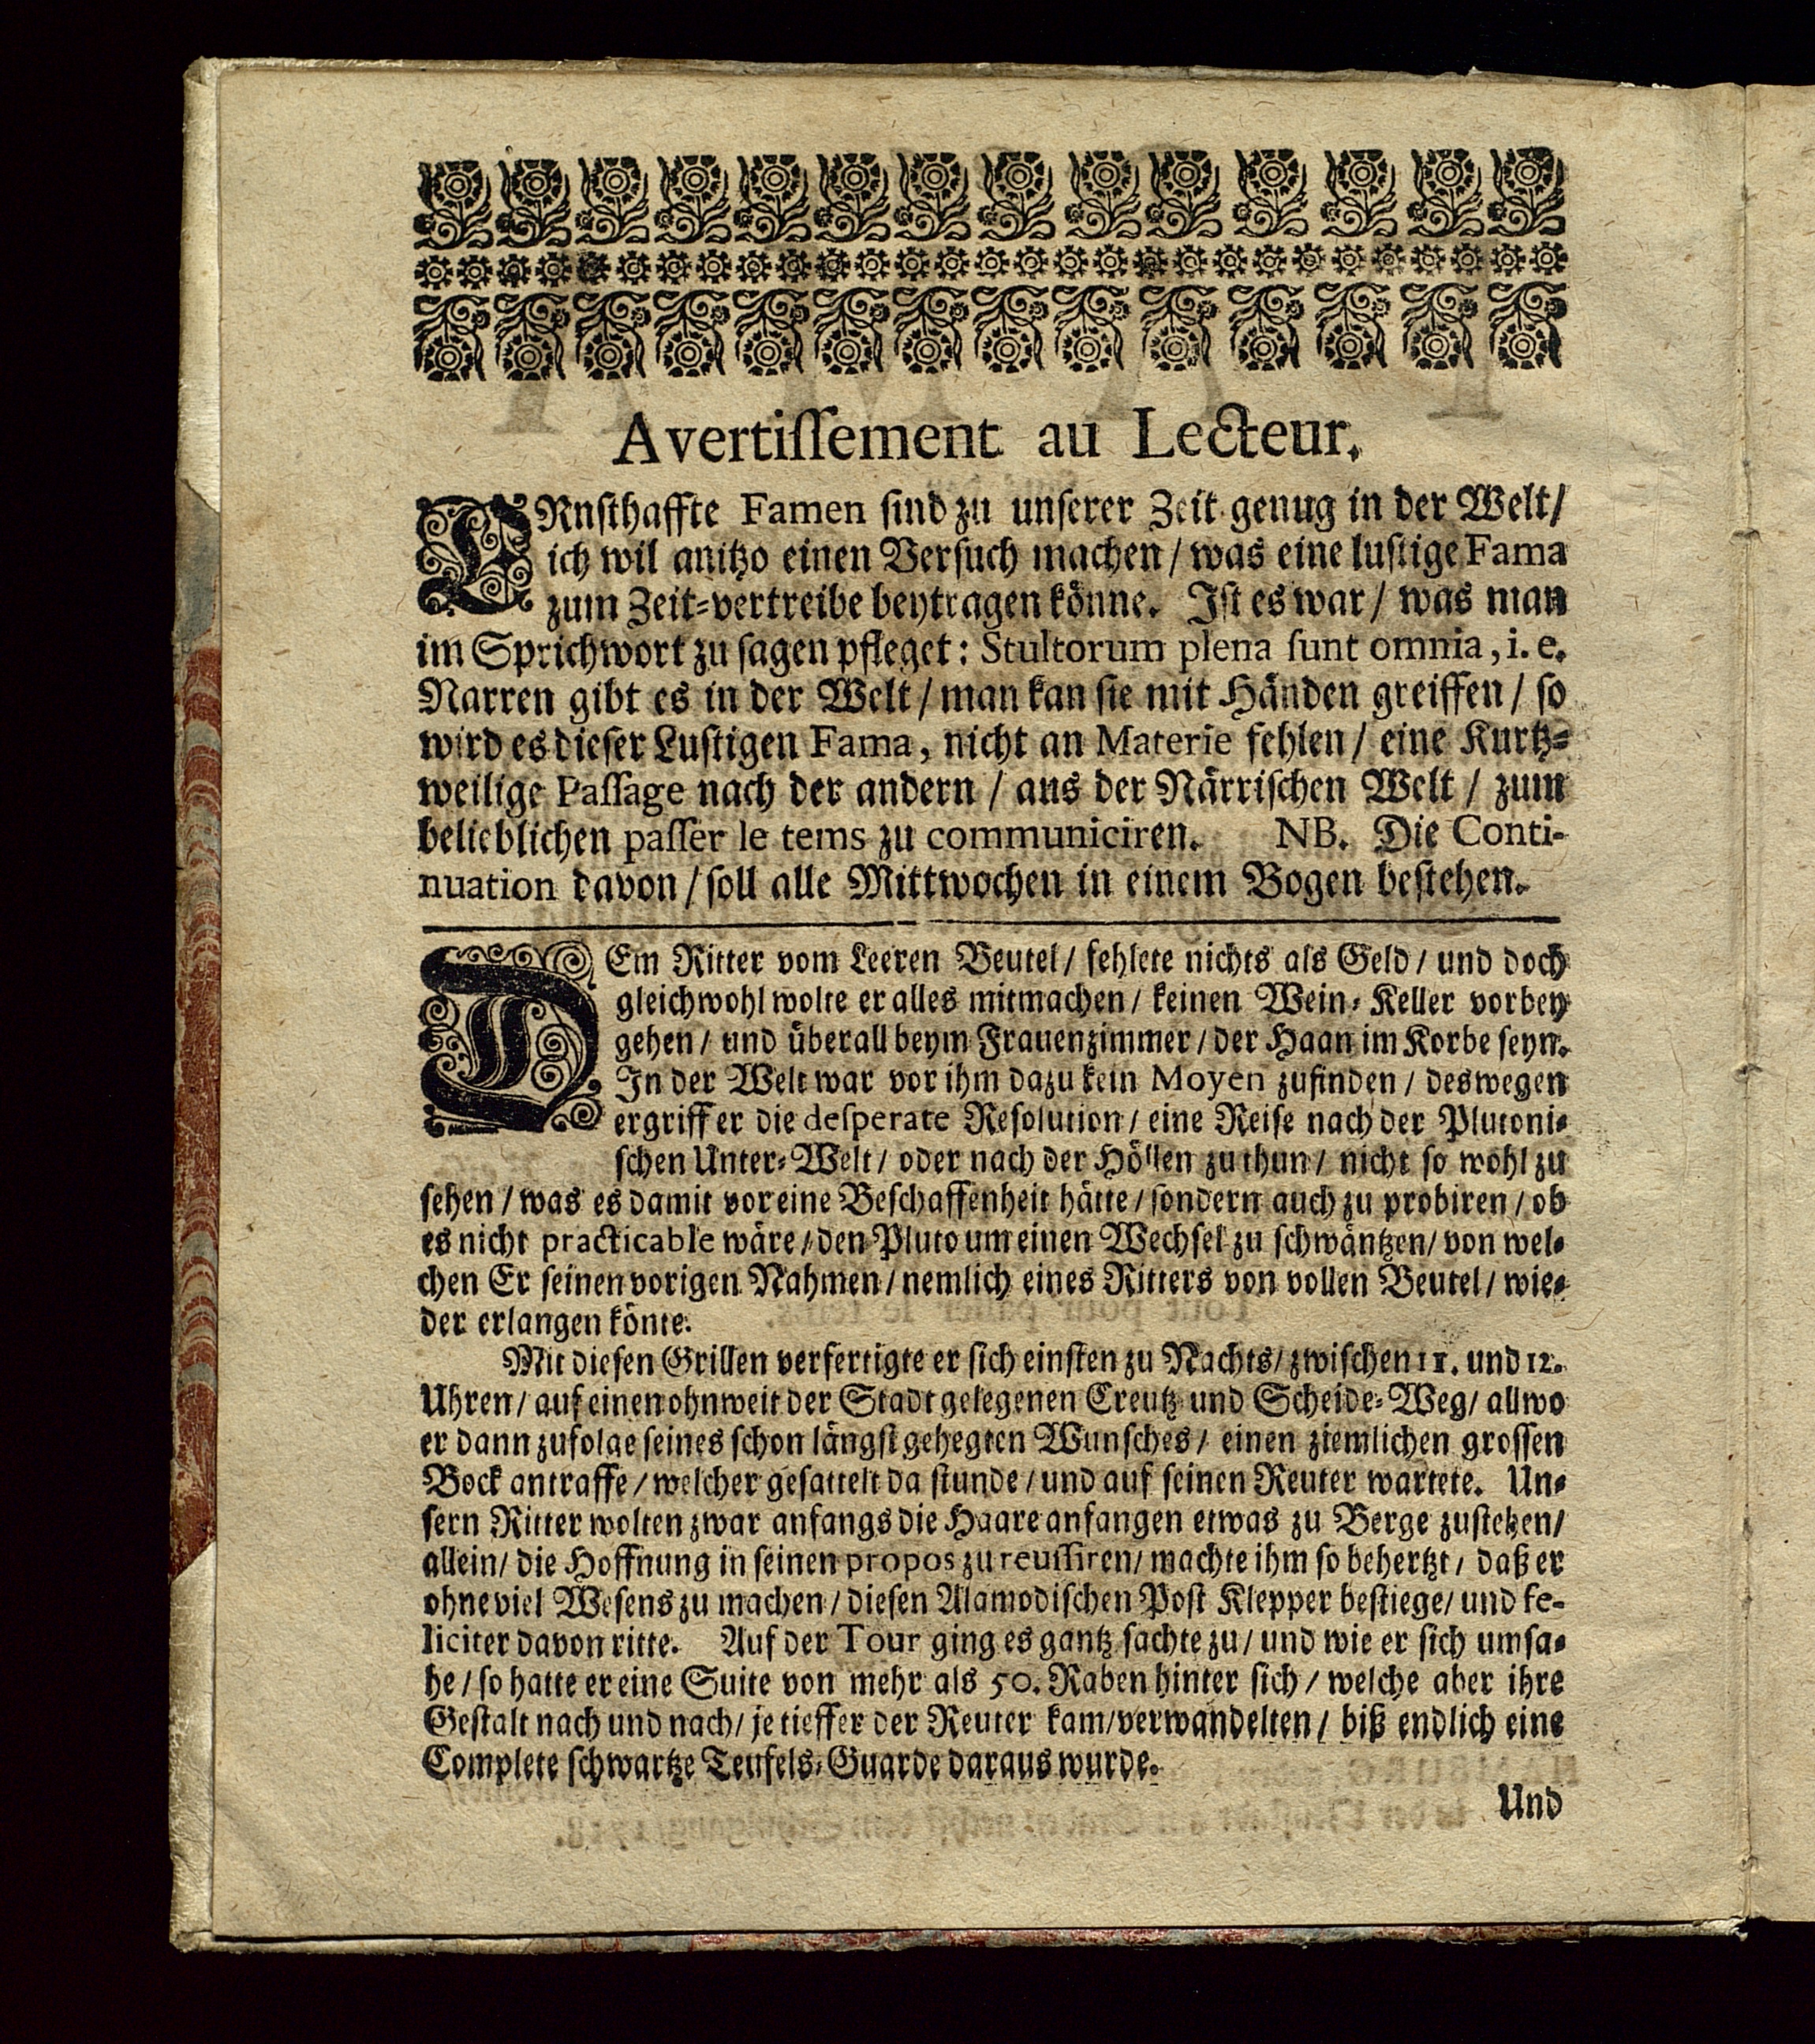 Avertiſſement au Lecteur.
ERnſthaffte Famen ſind zu unſerer Zeit genug in der Welt/
ich wil anitzo einen Verſuch machen/ was eine luſtige Fama
zum Zeit-vertreibe beytragen könne. Iſt es war/ was man
im Sprichwort zu ſagen pfleget: Stultorum plena ſunt omnia, i. e.
Narren gibt es in der Welt/ man kan ſie mit Händen greiffen/ ſo
wird es dieſer Luſtigen Fama, nicht an Materie fehlen/ eine Kurtz-
weilige Paſſage nach der andern/ aus der Närriſchen Welt/ zum
belieblichen paſſer le tems zu communiciren. NB. Die Conti-
nuation davon/ ſoll alle Mittwochen in einem Bogen beſtehen.
DEm Ritter vom Leeren Beutel/ fehlete nichts als Geld/ und doch
gleichwohl wolte er alles mitmachen/ keinen Wein-Keller vorbey
gehen/ und überall beym Frauenzimmer/ der Haan im Korbe ſeyn.
In der Welt war vor ihm dazu kein Moyen zufinden/ deswegen
ergriff er die deſperate Reſolution/ eine Reiſe nach der Plutoni-
ſchen Unter-Welt/ oder nach der Höllen zu thun/ nicht ſo wohl zu
ſehen/ was es damit vor eine Beſchaffenheit hätte/ ſondern auch zu probiren/ ob
es nicht practicable wäre/ den Pluto um einen Wechſel zu ſchwäntzen/ von wel-
chen Er ſeinen vorigen Nahmen/ nemlich eines Ritters von vollen Beutel/ wie-
der erlangen könte.
Mit dieſen Grillen verfertigte er ſich einſten zu Nachts/ zwiſchen 11. und 12.
Uhren/ auf einen ohnweit der Stadt gelegenen Creutz und Scheide-Weg/ allwo
er dann zufolge ſeines ſchon längſt gehegten Wunſches/ einen ziemlichen groſſen
Bock antraffe/ welcher geſattelt da ſtunde/ und auf ſeinen Reuter wartete. Un-
ſern Ritter wolten zwar anfangs die Haare anfangen etwas zu Berge zuſtehen/
allein/ die Hoffnung in ſeinen propos zu reuſſiren/ machte ihm ſo behertzt/ daß er
ohne viel Weſens zu machen/ dieſen Alamodiſchen Poſt Klepper beſtiege/ und fe-
liciter davon ritte. Auf der Tour ging es gantz ſachte zu/ und wie er ſich umſa-
he/ ſo hatte er eine Suite von mehr als 50. Raben hinter ſich/ welche aber ihre
Geſtalt nach und nach/ je tieffer der Reuter kam/ verwandelten/ biß endlich eine
Complete ſchwartze Teufels-Guarde daraus wurde.
Und